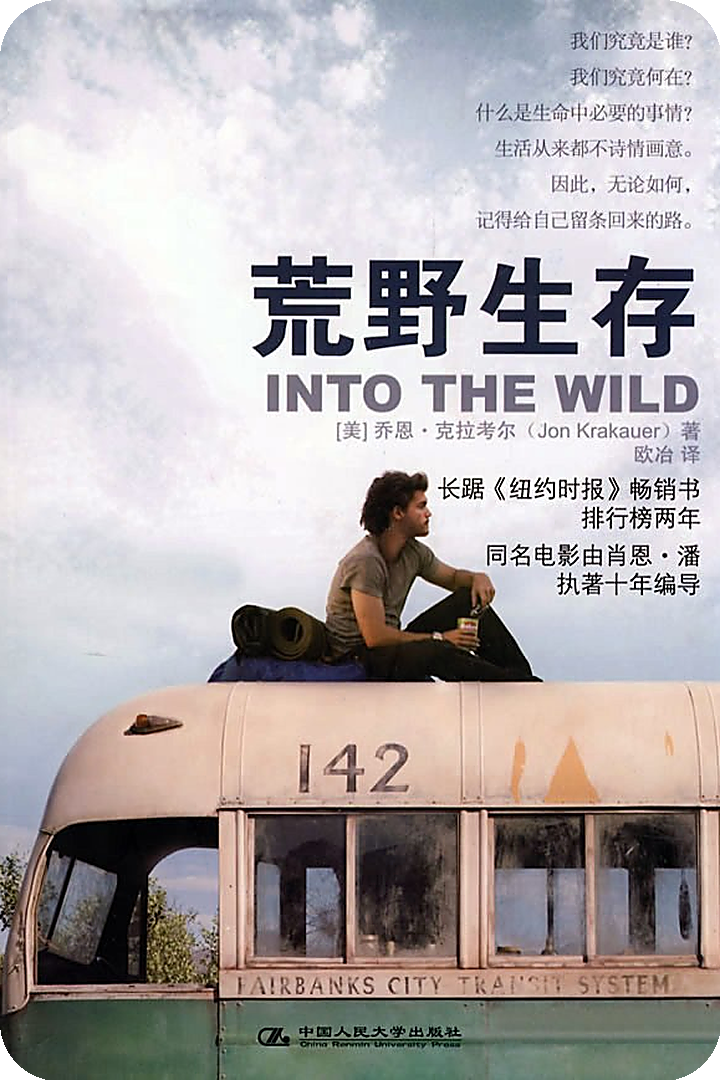 我们究竟是谁？
我们究竟何在？
什么是生命中必要的事情？
生活从来都不诗情画意。
因此，无论如何，
记得给自己留条回来的路。
荒野生存
INTO THE WILD
[美] 乔恩·克拉考尔（Jon Krakauer）著
欧冶 译
长踞《纽约时报》畅销书
排行榜两年
同名电影由肖恩·潘
执著十年编导
142
FAIRBANKS CITY TRANSIT SYSTEM
中国人民大学出版社
China Renmin University Press